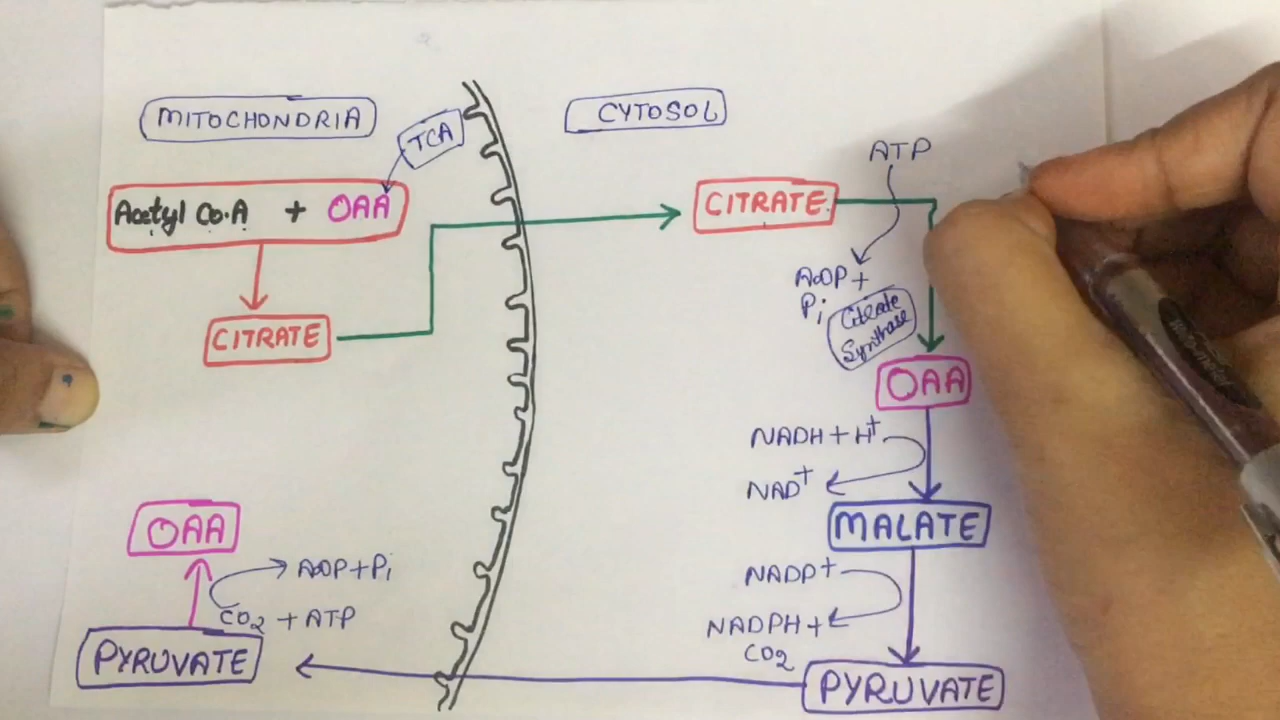 MITOCHONDRIA
CYTOSOL
TCA
Acetyl Co.A + OAA
CITRATE
CITRATE
ATP
ADP +
Pi
Citrate
Synthase
OAA
NADH + H+
NAD+
MALATE
NADP+
NADPH +
CO2
PYRUVATE
OAA
ADP + Pi
CO2 + ATP
PYRUVATE